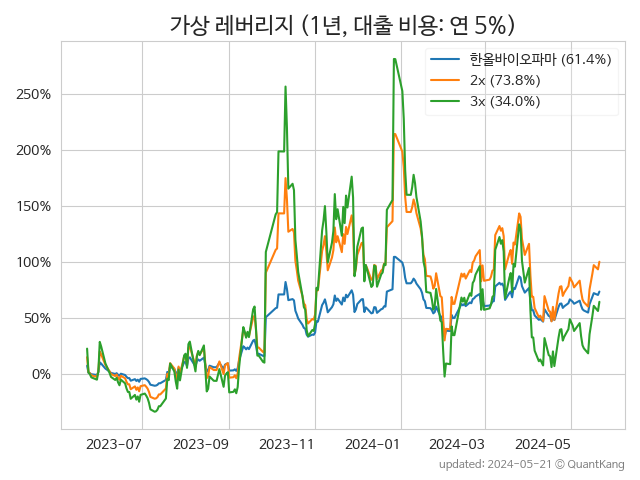 가상 레버리지 (1년, 대출 비용: 연 5%)
한올바이오파마 (61.4%)
2x (73.8%)
3x (34.0%)
250%
200%
150%
100%
50%
0%
2023-07 2023-09 2023-11 2024-01 2024-03 2024-05
updated: 2024-05-21 © QuantKang